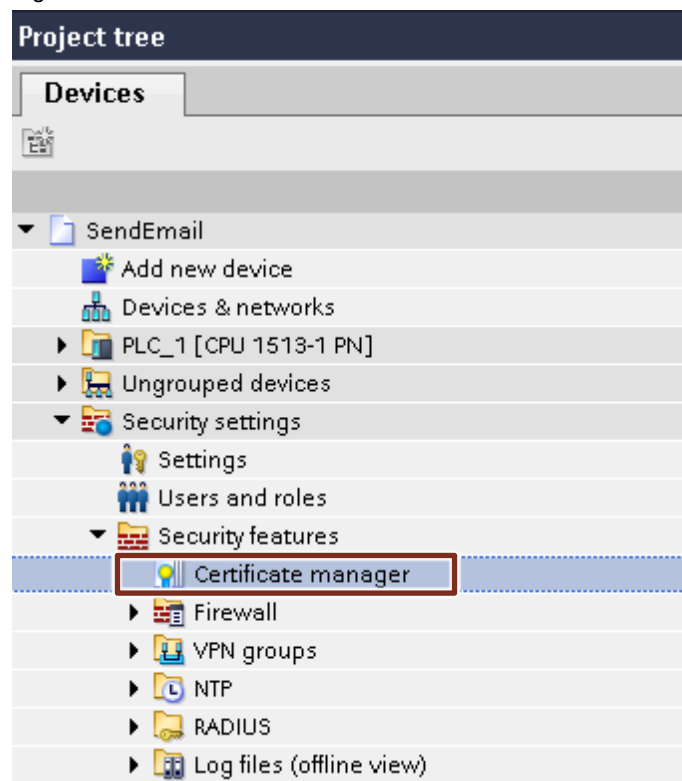 Project tree
Devices
SendEmail
Add new device
Devices & networks
PLC_1 [CPU 1513-1 PN]
Ungrouped devices
Security settings
Settings
Users and roles
Security features
Certificate manager
Firewall
VPN groups
NTP
RADIUS
Log files (offline view)